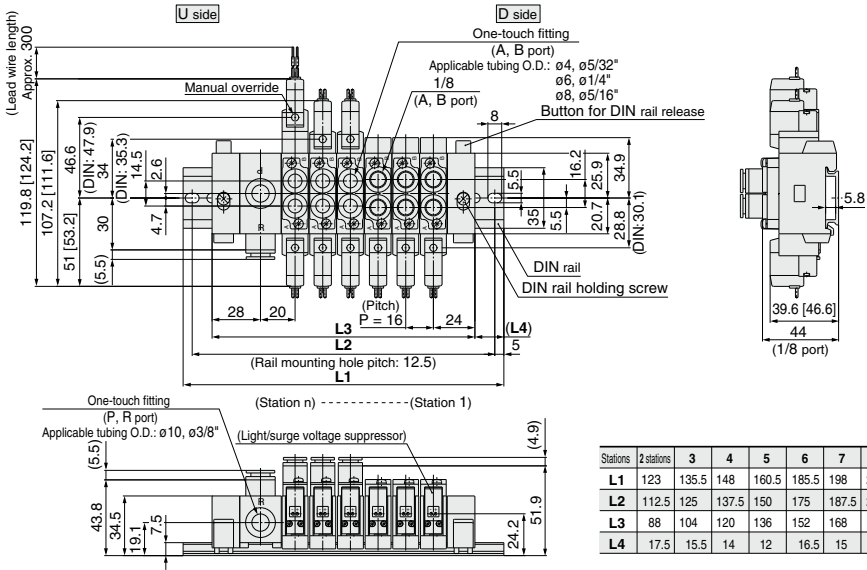 U side
D side
(Lead wire length)
Approx. 300
One-touch fitting
(A, B port)
Applicable tubing O.D.: ø4, ø5/32"
ø6, ø1/4"
ø8, ø5/16"
Manual override
1/8
(A, B port)
Button for DIN rail release
8
119.8 [124.2]
107.2 [111.6]
46.6
(DIN: 47.9)
34
(DIN: 35.3)
14.5
2.6
4.7
30
51 [53.2]
(5.5)
P
R
B
A
16.2
5.5
35
5.5
25.9
34.9
20.7
28.8
(DIN:30.1)
5.8
DIN rail
DIN rail holding screw
28
20
(Pitch)
P = 16
24
L3
(L4)
L2
5
(Rail mounting hole pitch: 12.5)
L1
39.6 [46.6]
44
(1/8 port)
One-touch fitting
(P, R port)
Applicable tubing O.D.: ø10, ø3/8"
(Station n) ---------- (Station 1)
(Light/surge voltage suppressor)
(5.5)
43.8
34.5
19.1
7.5
R
(4.9)
51.9
24.2
Stations 2 stations 3 4 5 6 7
L1 123 135.5 148 160.5 185.5 198
L2 112.5 125 137.5 150 175 187.5
L3 88 104 120 136 152 168
L4 17.5 15.5 14 12 16.5 15